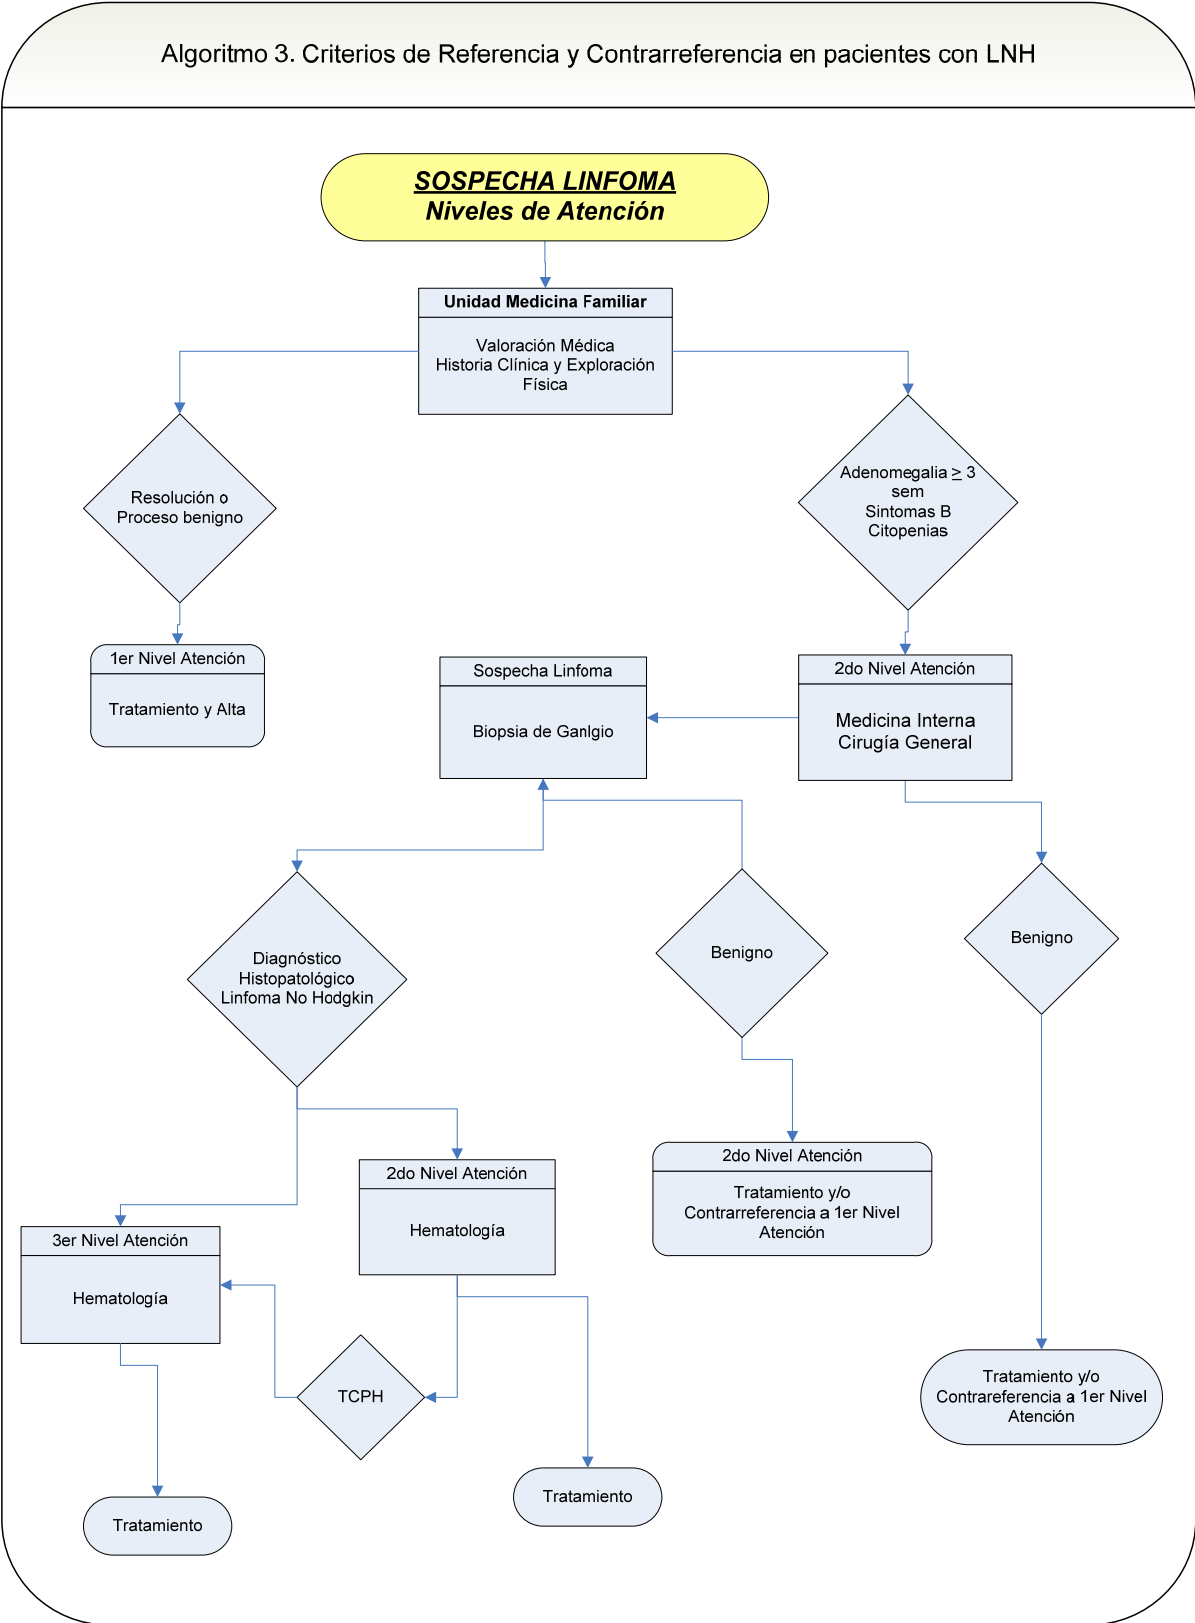 Algoritmo 3. Criterios de Referencia y Contrarreferencia en pacientes con LNH
SOSPECHA LINFOMA
Niveles de Atención
Unidad Medicina Familiar
Valoración Médica
Historia Clínica y Exploración
Física
Resolución o
Proceso benigno
Adenomegalia ≥ 3
sem
Sintomas B
Citopenias
1er Nivel Atención
Tratamiento y Alta
Sospecha Linfoma
Biopsia de Ganlgio
2do Nivel Atención
Medicina Interna
Cirugía General
Diagnóstico
Histopatológico
Linfoma No Hodgkin
Benigno
Benigno
2do Nivel Atención
Hematología
2do Nivel Atención
Tratamiento y/o
Contrarreferencia a 1er Nivel
Atención
3er Nivel Atención
Hematología
TCPH
Tratamiento y/o
Contrareferencia a 1er Nivel
Atención
Tratamiento
Tratamiento